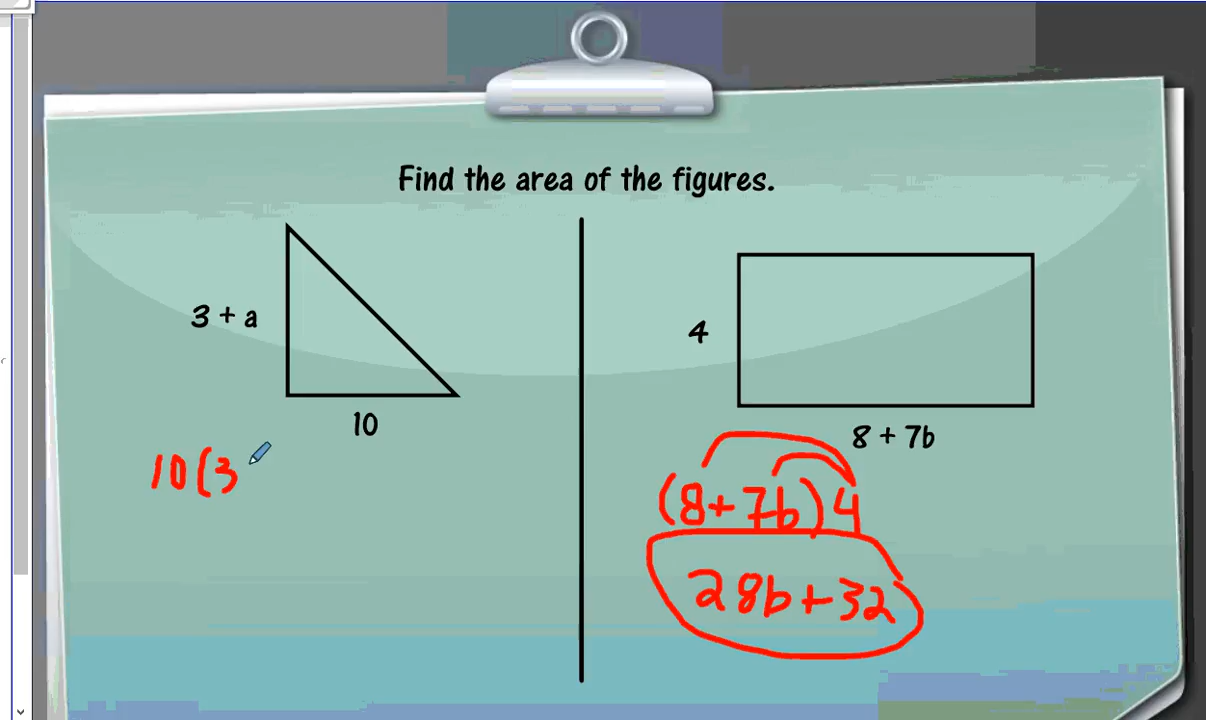 Find the area of the figures.
3 + a
10
10(3
4
8 + 7b
(8+7b)4
28b+32